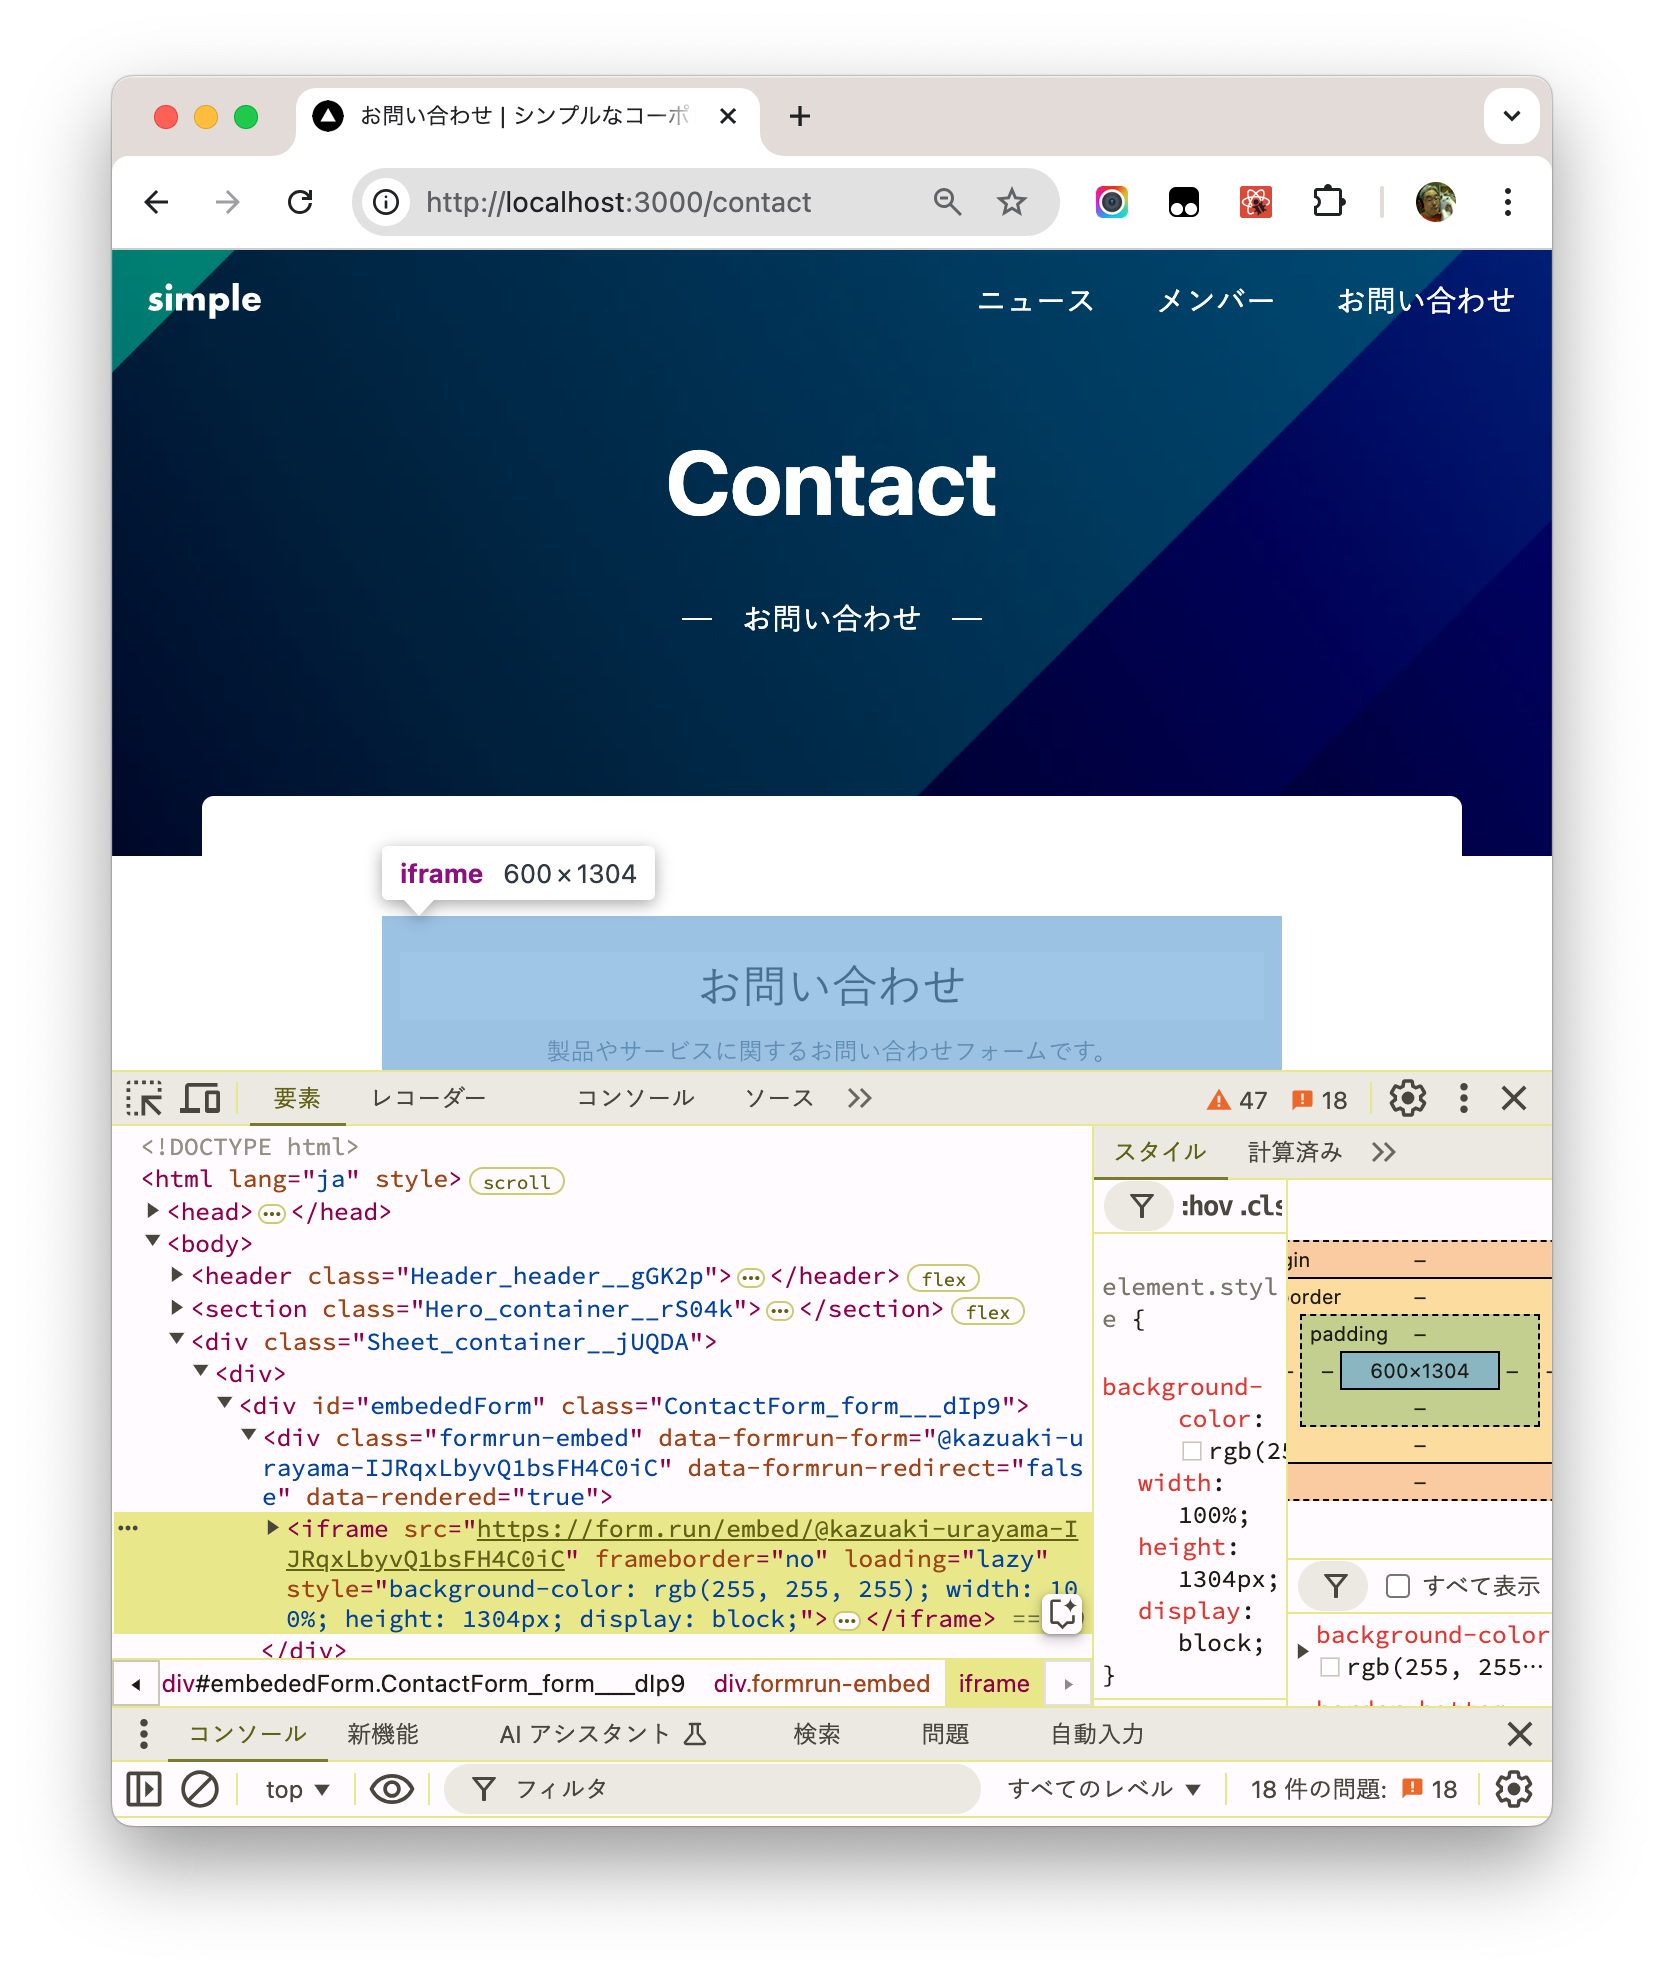 お問い合わせ | シンプルなコーポ
http://localhost:3000/contact
simple
ニュース メンバー お問い合わせ
Contact
お問い合わせ
iframe 600×1304
お問い合わせ
製品やサービスに関するお問い合わせフォームです。
要素 レコーダー コンソール ソース 47 18
<!DOCTYPE html>
<html lang="ja" style> scroll
<head> … </head>
<body>
<header class="Header_header__gGK2p"> … </header> flex
<section class="Hero_container__rS04k"> … </section> flex
<div class="Sheet_container__jUQDA">
<div>
<div id="embededForm" class="ContactForm_form___dIp9">
<div class="formrun-embed" data-formrun-form="@kazuaki-u
rayama-IJRqxLbyvQ1bsFH4C0iC" data-formrun-redirect="fals
e" data-rendered="true">
<iframe src="https://form.run/embed/@kazuaki-urayama-I
JRqxLbyvQ1bsFH4C0iC" frameborder="no" loading="lazy"
style="background-color: rgb(255, 255, 255); width: 10
0%; height: 1304px; display: block;"> … </iframe> ==
</div>
div#embededForm.ContactForm_form___dIp9 div.formrun-embed iframe
スタイル 計算済み
:hov .cls
element.styl
e {
background-
color:
rgb(25
width:
100%;
height:
1304px;
display:
block;
}
gin –
border –
padding –
– 600×1304 –
–
–
–
すべて表示
background-color
rgb(255, 255…
コンソール 新機能 AI アシスタント 検索 問題 自動入力
top フィルタ すべてのレベル 18 件の問題: 18